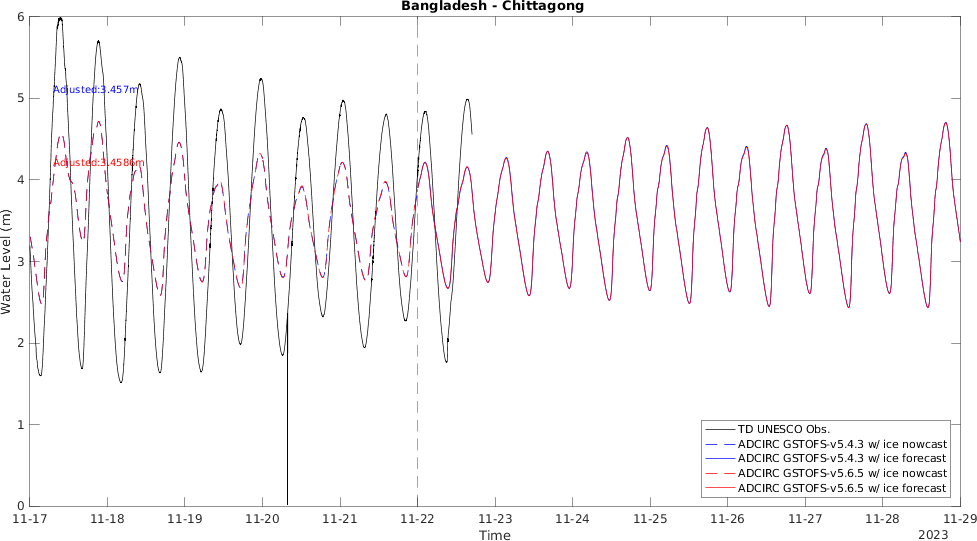 Bangladesh - Chittagong
6
5
4
3
2
1
0
Water Level (m)
Adjusted:3.457m
Adjusted:3.4586m
TD UNESCO Obs.
ADCIRC GSTOFS-v5.4.3 w/ ice nowcast
ADCIRC GSTOFS-v5.4.3 w/ ice forecast
ADCIRC GSTOFS-v5.6.5 w/ ice nowcast
ADCIRC GSTOFS-v5.6.5 w/ ice forecast
11-17 11-18 11-19 11-20 11-21 11-22 11-23 11-24 11-25 11-26 11-27 11-28 11-29
Time
2023